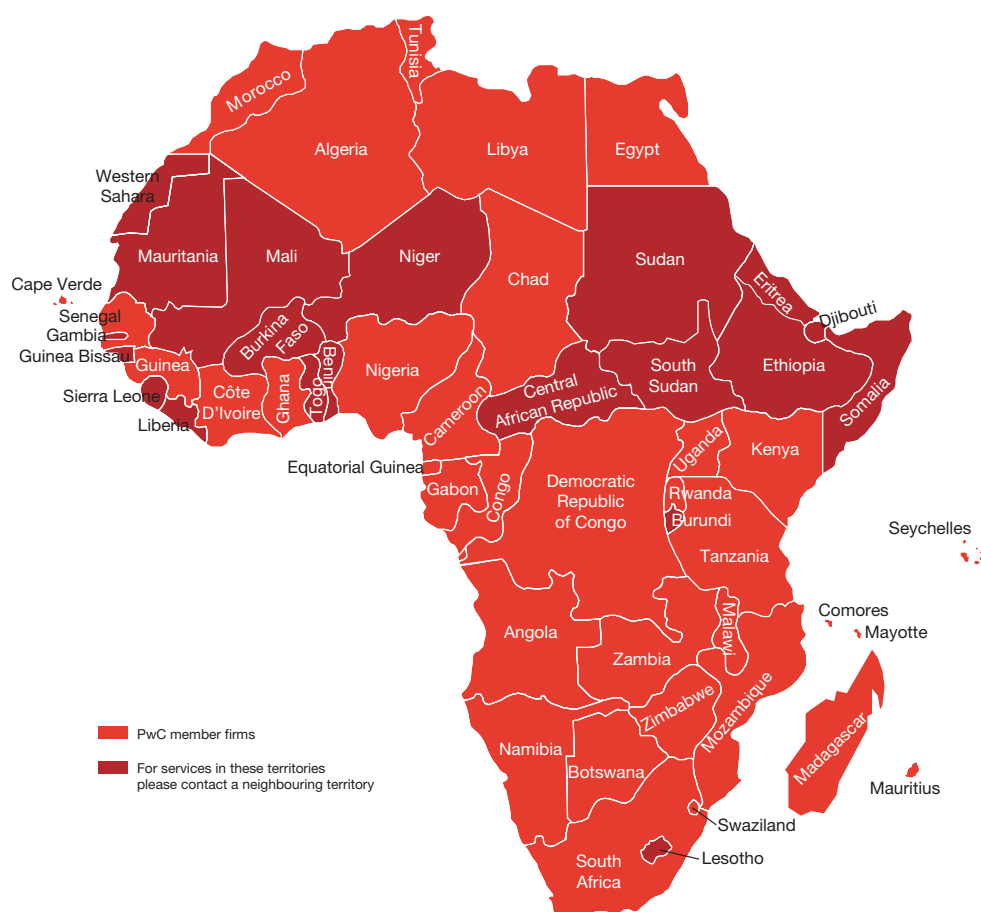 Tunisia
Morocco
Algeria
Libya
Egypt
Western
Sahara
Mauritania
Mali
Niger
Chad
Sudan
Eritrea
Djibouti
Cape Verde
Senegal
Gambia
Guinea Bissau
Guinea
Sierra Leone
Liberia
Côte
D'Ivoire
Burkina
Faso
Ghana
Togo
Benin
Nigeria
Cameroon
Central
African Republic
South
Sudan
Ethiopia
Somalia
Equatorial Guinea
Gabon
Congo
Democratic
Republic
of Congo
Uganda
Kenya
Rwanda
Burundi
Tanzania
Seychelles
Comores
Mayotte
Angola
Zambia
Malawi
Mozambique
Zimbabwe
Namibia
Botswana
Madagascar
Mauritius
Swaziland
Lesotho
South
Africa
PwC member firms
For services in these territories
please contact a neighbouring territory